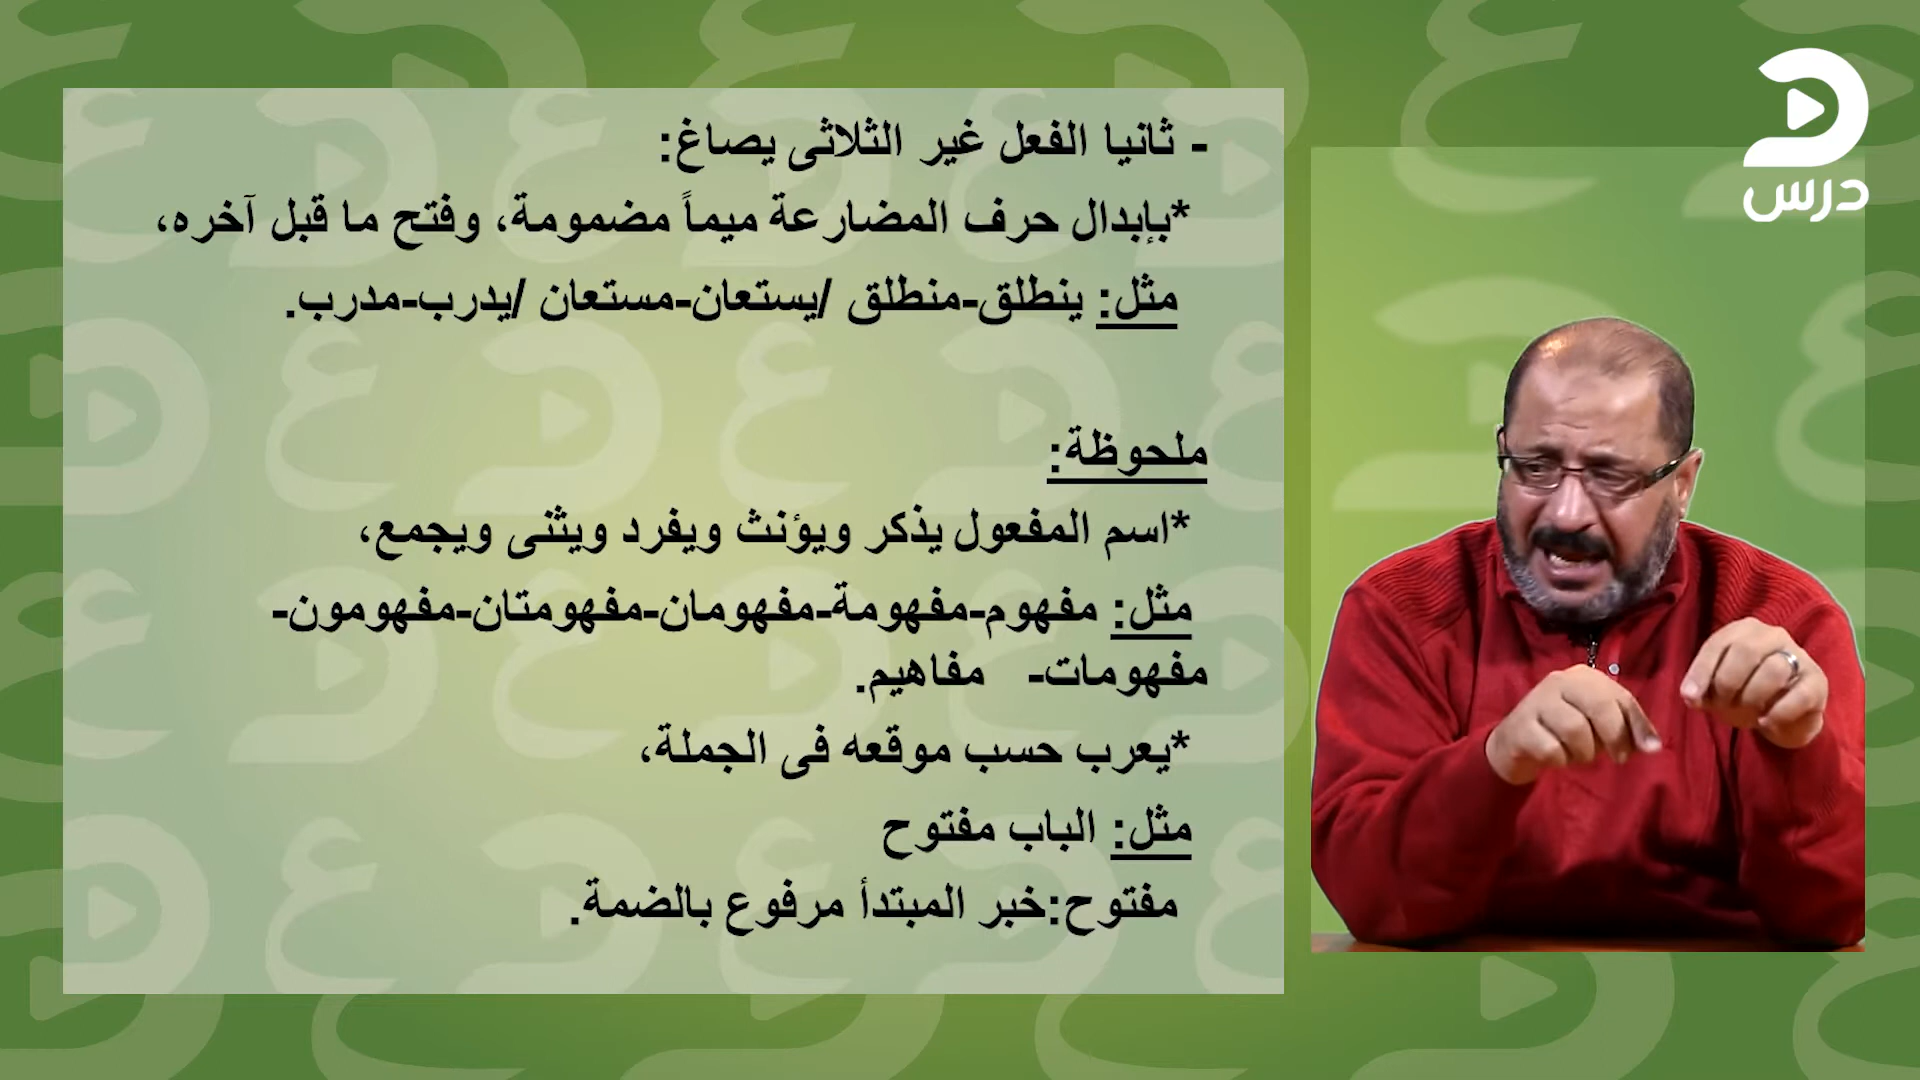 - ثانيا الفعل غير الثلاثى يصاغ:
*بإبدال حرف المضارعة ميماً مضمومة، وفتح ما قبل آخره،
مثل: ينطلق-منطلق /يستعان-مستعان /يدرب-مدرب.
ملحوظة:
*اسم المفعول يذكر ويؤنث ويفرد ويثنى ويجمع،
مثل: مفهوم-مفهومة-مفهومان-مفهومتان-مفهومون-
مفهومات- مفاهيم.
*يعرب حسب موقعه فى الجملة،
مثل: الباب مفتوح
مفتوح:خبر المبتدأ مرفوع بالضمة.
درس